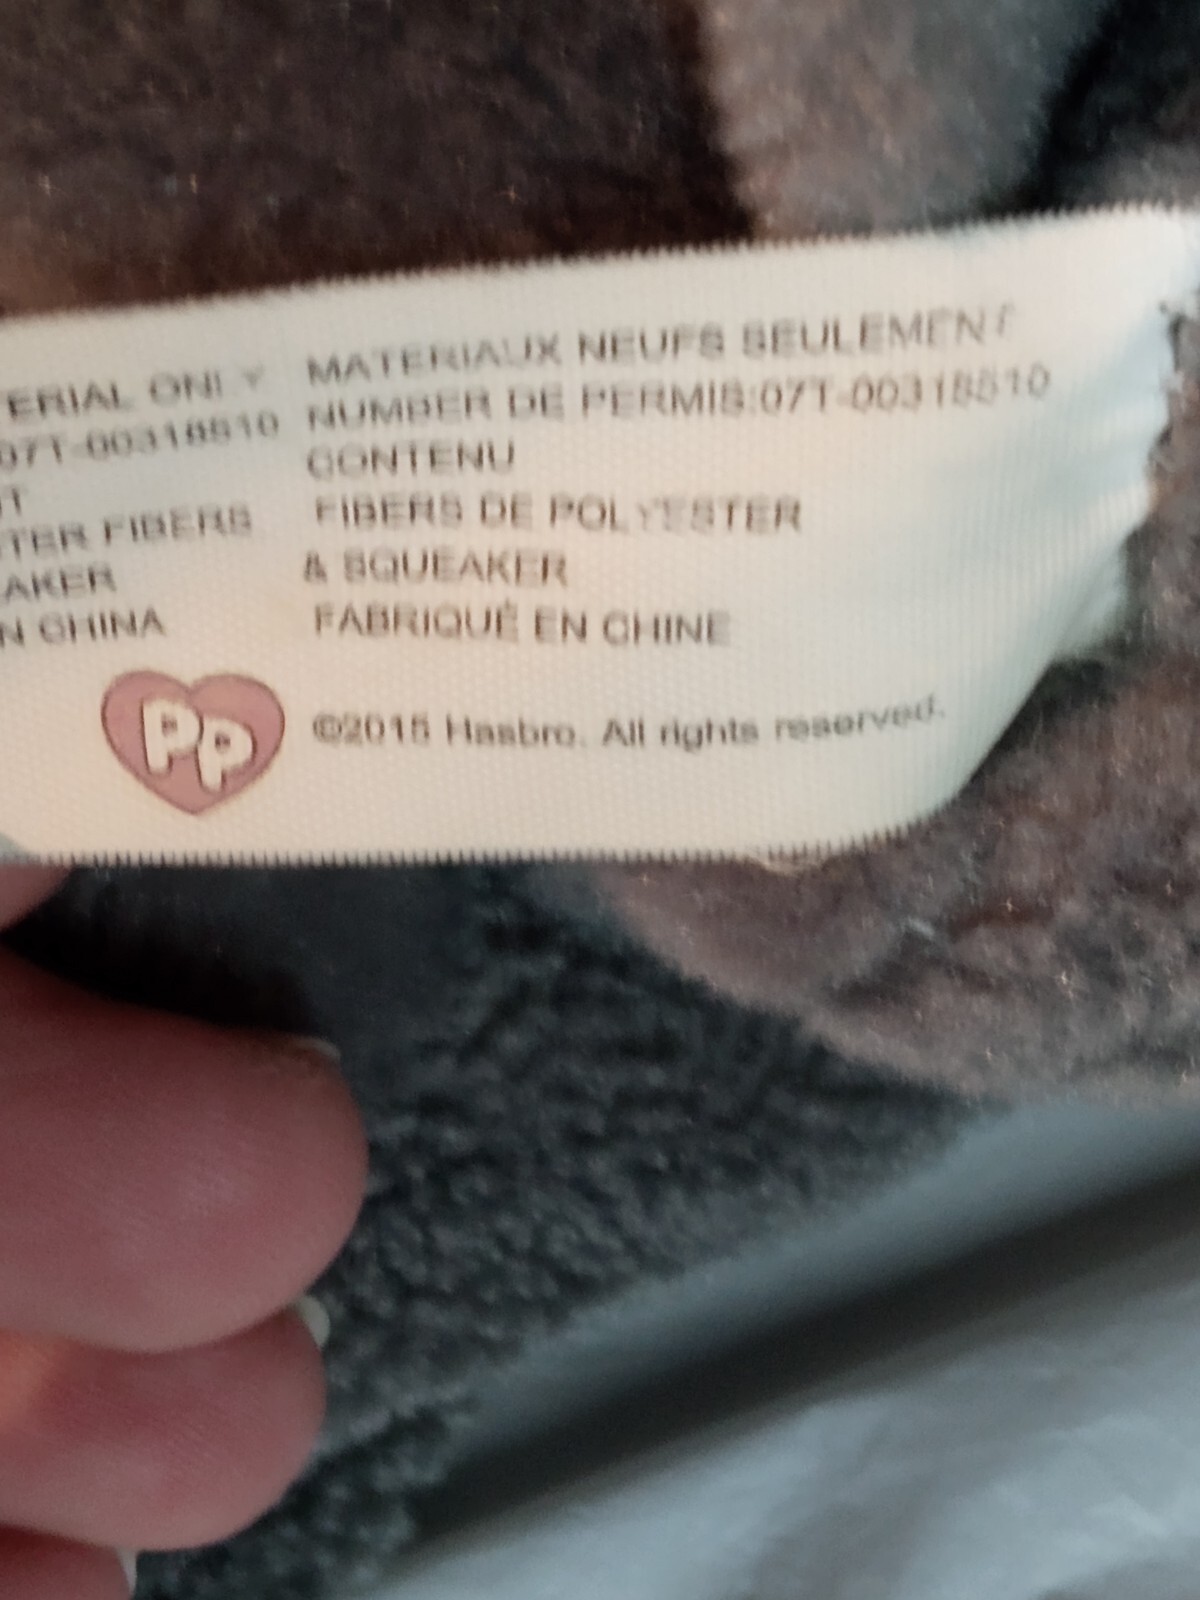 ERIAL ONLY
07T-00318810
T
TER FIBERS
AKER
N CHINA
MATERIAUX NEUFS SEULEMENT
NUMBER DE PERMIS:07T-00318810
CONTENU
FIBERS DE POLYESTER
& SQUEAKER
FABRIQUÉ EN CHINE
PP
©2015 Hasbro. All rights reserved.